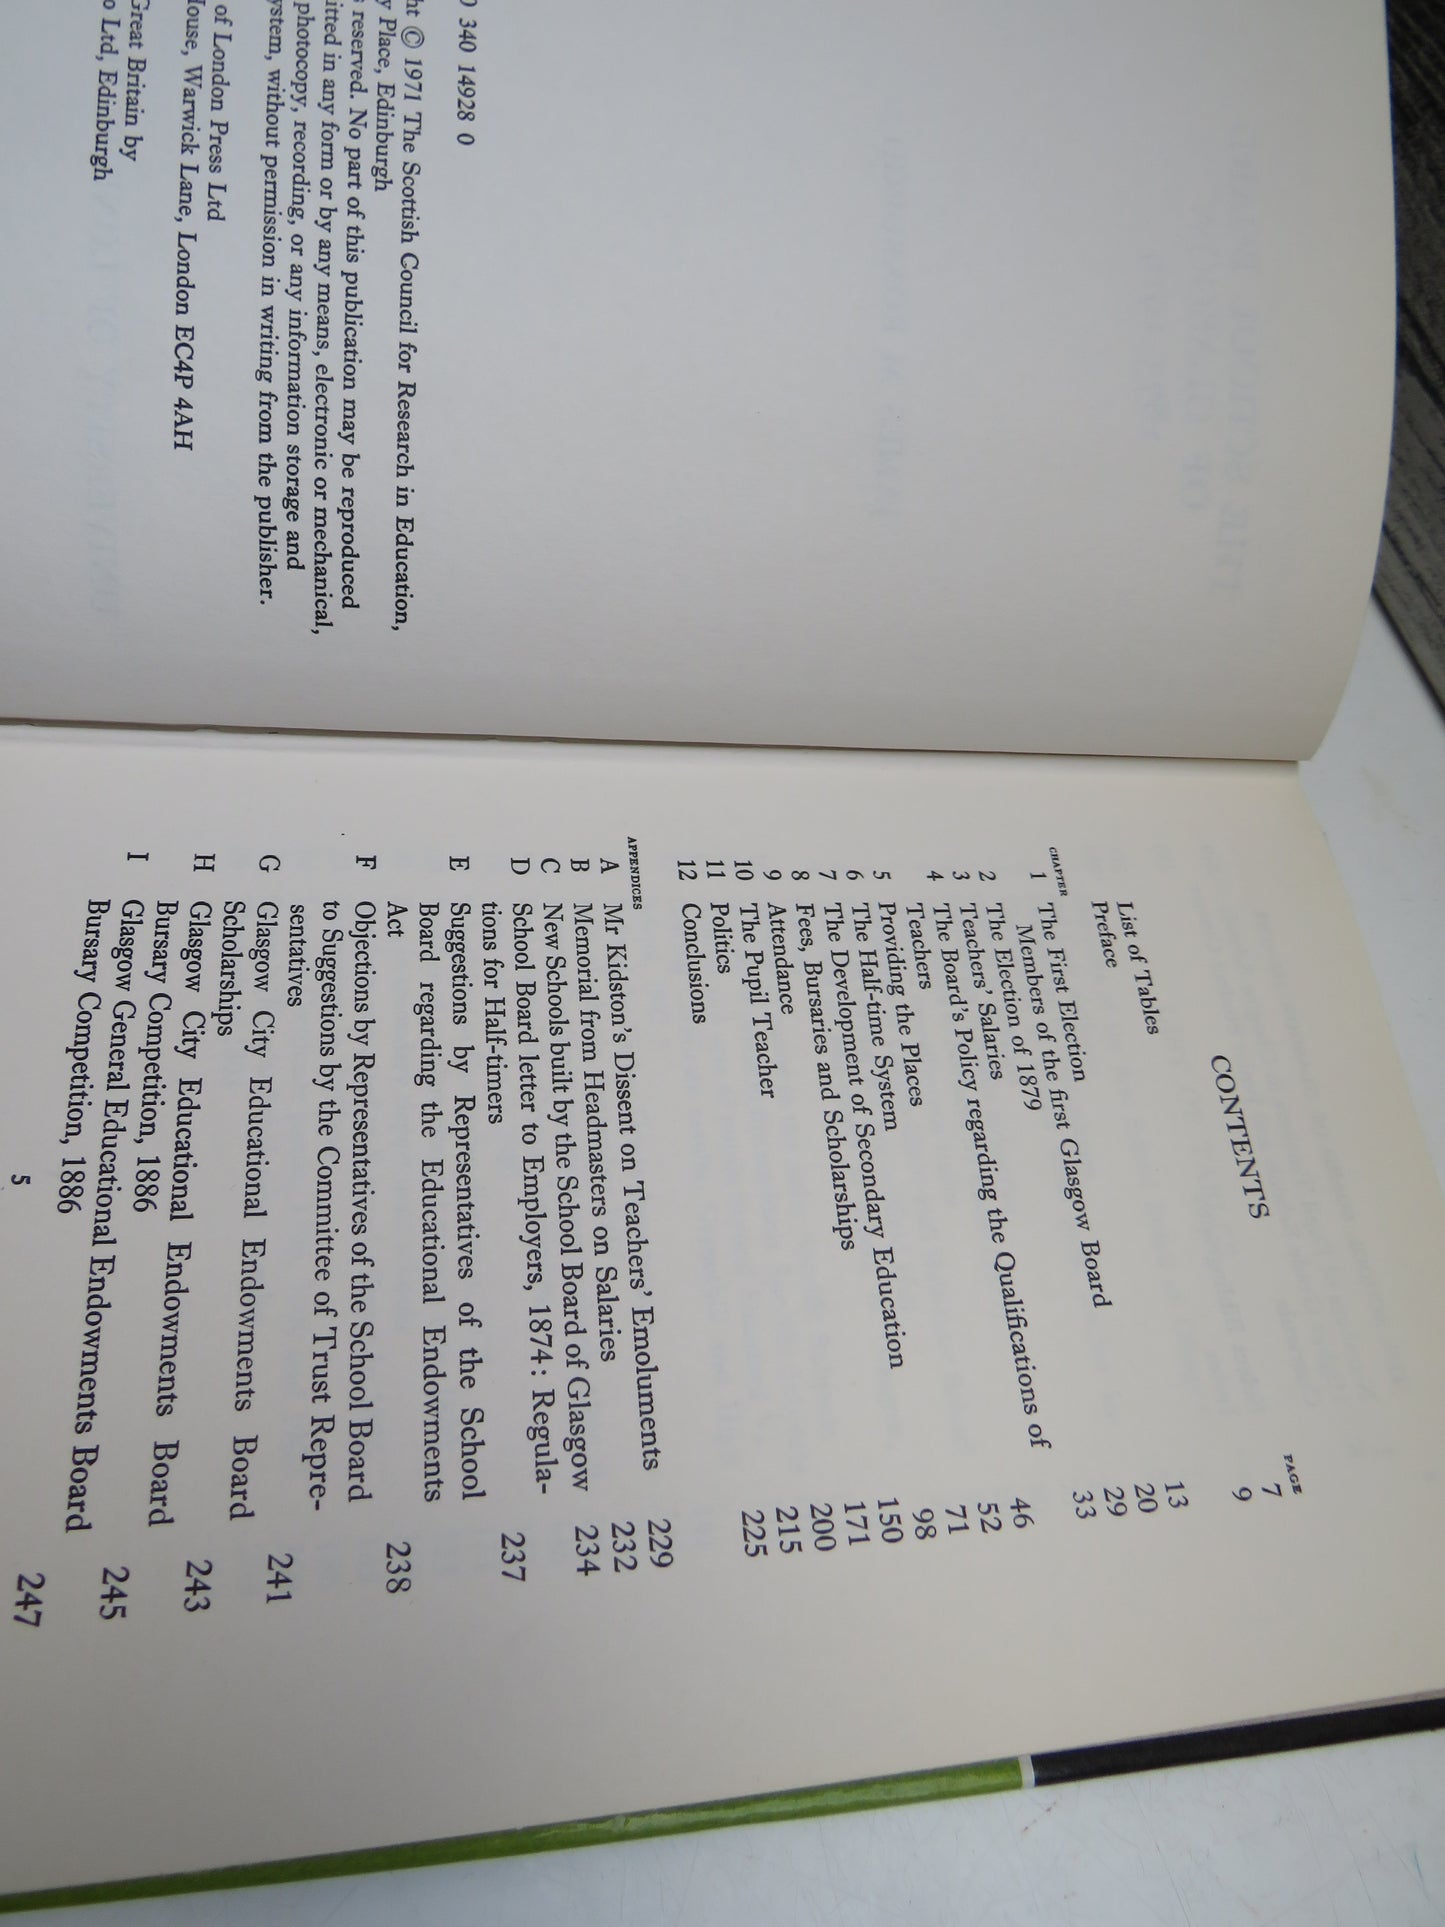 0 340 14928 0
ht © 1971 The Scottish Council for Research in Education,
y Place, Edinburgh
s reserved. No part of this publication may be reproduced
itted in any form or by any means, electronic or mechanical,
photocopy, recording, or any information storage and
ystem, without permission in writing from the publisher.
of London Press Ltd
House, Warwick Lane, London EC4P 4AH
Great Britain by
o Ltd, Edinburgh
CONTENTS
PAGE
List of Tables 7
Preface 9
CHAPTER
1 The First Election 13
Members of the first Glasgow Board 20
2 The Election of 1879 29
3 Teachers' Salaries 33
4 The Board's Policy regarding the Qualifications of
Teachers 46
5 Providing the Places 52
6 The Half-time System 71
7 The Development of Secondary Education 98
8 Fees, Bursaries and Scholarships 150
9 Attendance 171
10 The Pupil Teacher 200
11 Politics 215
12 Conclusions 225
APPENDICES
A Mr Kidston's Dissent on Teachers' Emoluments 229
B Memorial from Headmasters on Salaries 232
C New Schools built by the School Board of Glasgow 234
D School Board letter to Employers, 1874: Regula-
tions for Half-timers 237
E Suggestions by Representatives of the School
Board regarding the Educational Endowments
Act 238
F Objections by Representatives of the School Board
to Suggestions by the Committee of Trust Repre-
sentatives 241
G Glasgow City Educational Endowments Board
Scholarships 243
H Glasgow City Educational Endowments Board
Bursary Competition, 1886 245
I Glasgow General Educational Endowments Board
Bursary Competition, 1886 247
5